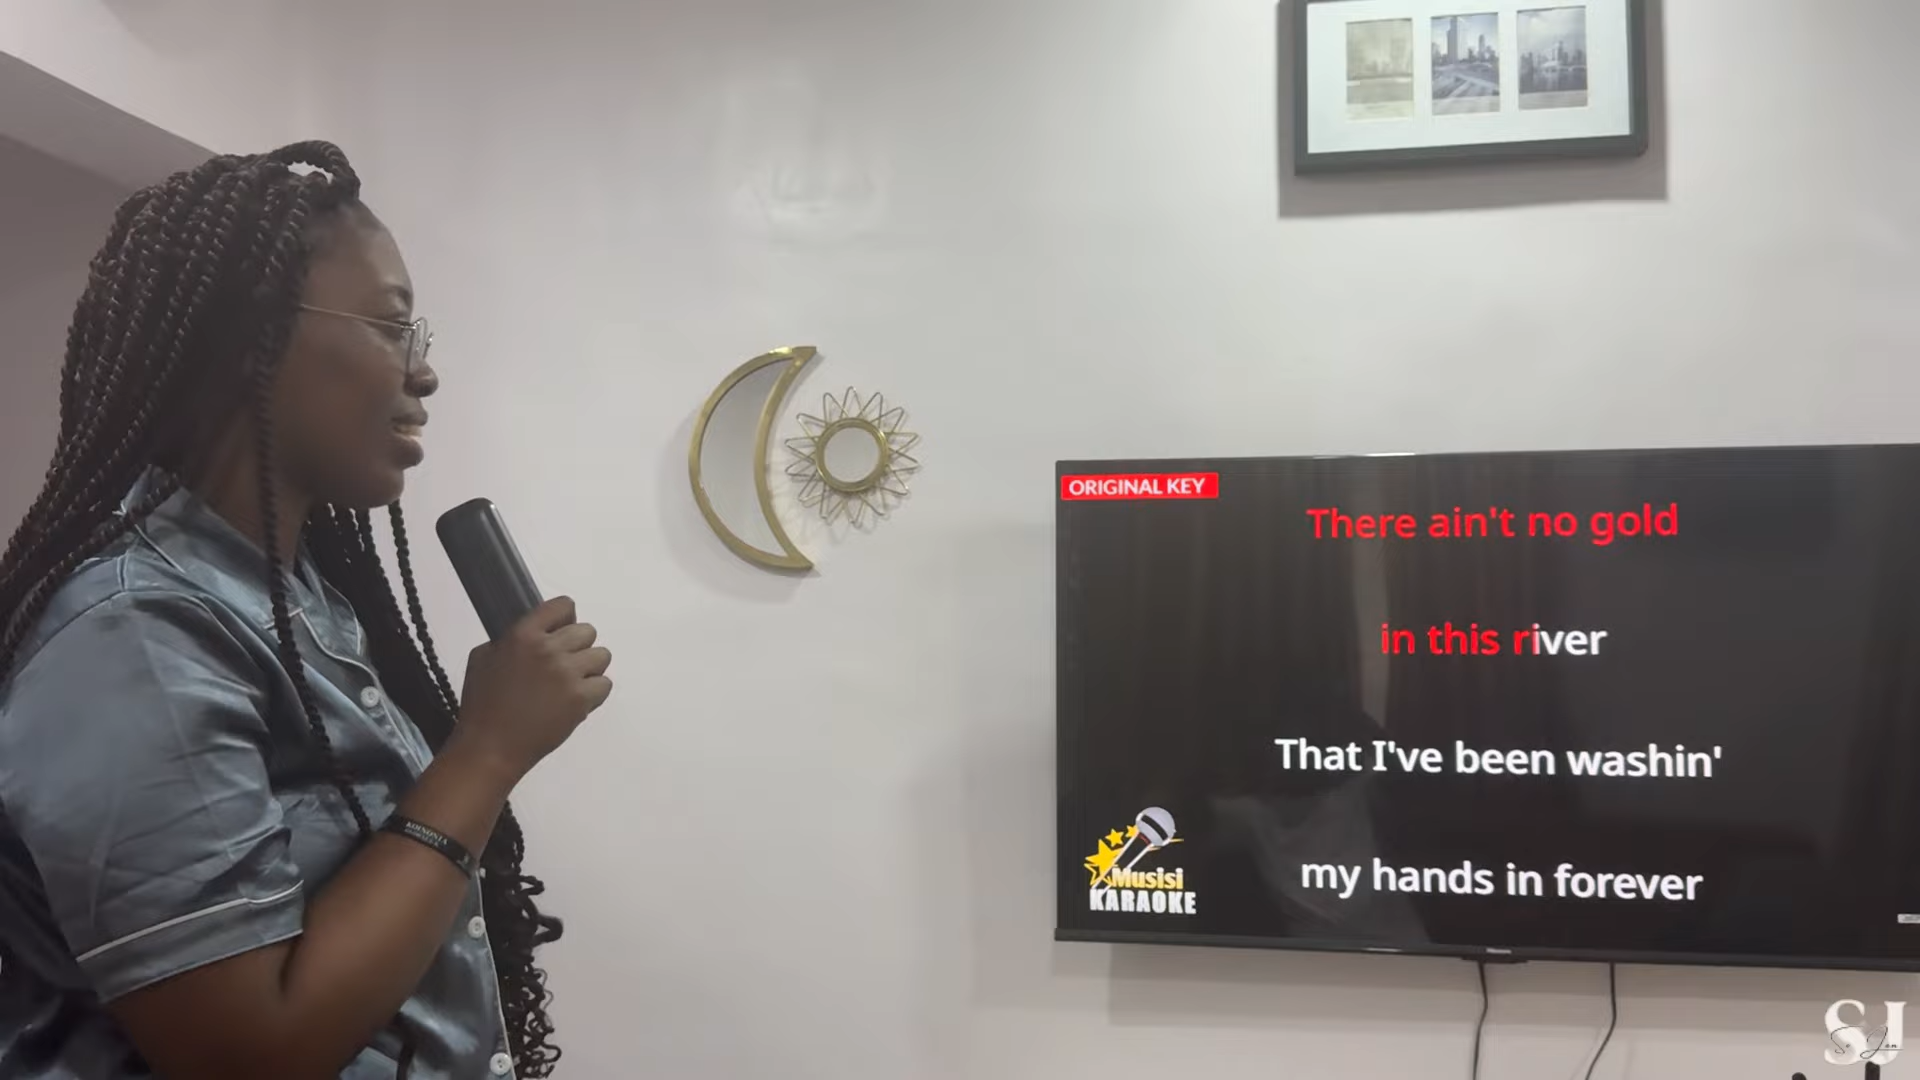 ORIGINAL KEY
There ain't no gold
in this river
That I've been washin'
my hands in forever
Musisi
KARAOKE
KOINONIA
SJ